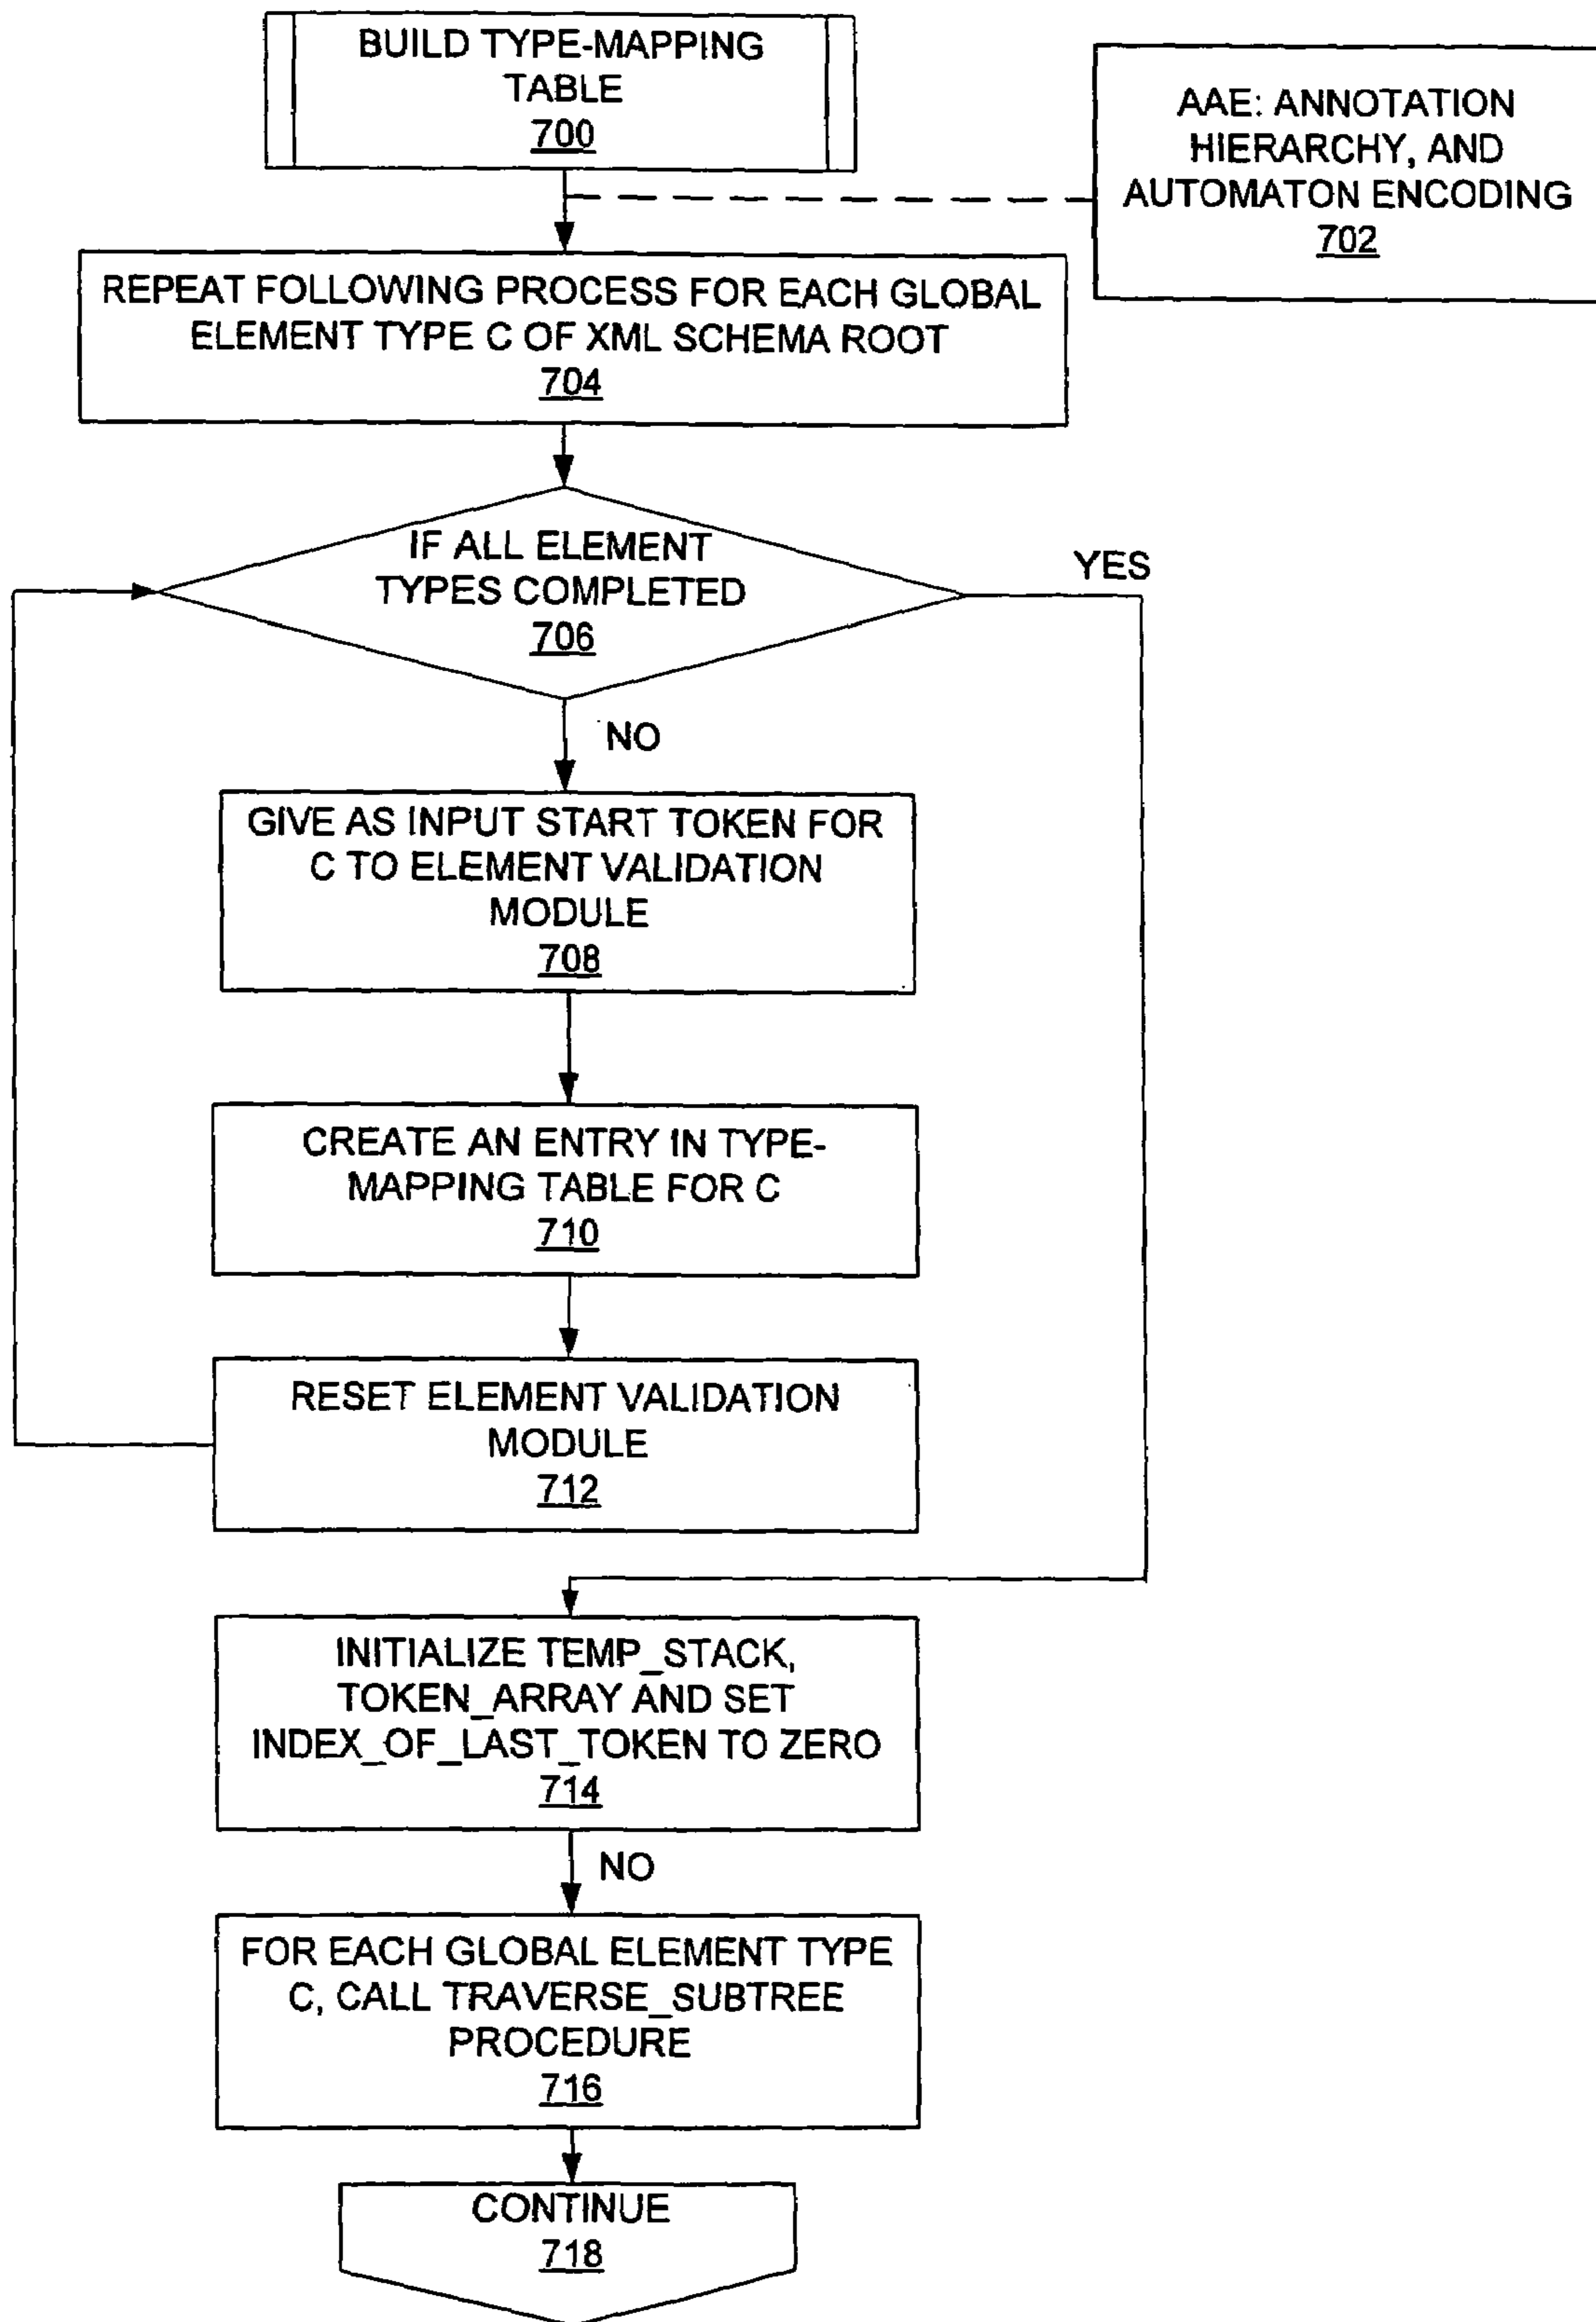 BUILD TYPE-MAPPING
TABLE
700
AAE: ANNOTATION
HIERARCHY, AND
AUTOMATON ENCODING
702
REPEAT FOLLOWING PROCESS FOR EACH GLOBAL
ELEMENT TYPE C OF XML SCHEMA ROOT
704
IF ALL ELEMENT
TYPES COMPLETED
706
YES
NO
GIVE AS INPUT START TOKEN FOR
C TO ELEMENT VALIDATION
MODULE
708
CREATE AN ENTRY IN TYPE-
MAPPING TABLE FOR C
710
RESET ELEMENT VALIDATION
MODULE
712
INITIALIZE TEMP_STACK,
TOKEN_ARRAY AND SET
INDEX_OF_LAST_TOKEN TO ZERO
714
NO
FOR EACH GLOBAL ELEMENT TYPE
C, CALL TRAVERSE_SUBTREE
PROCEDURE
716
CONTINUE
718